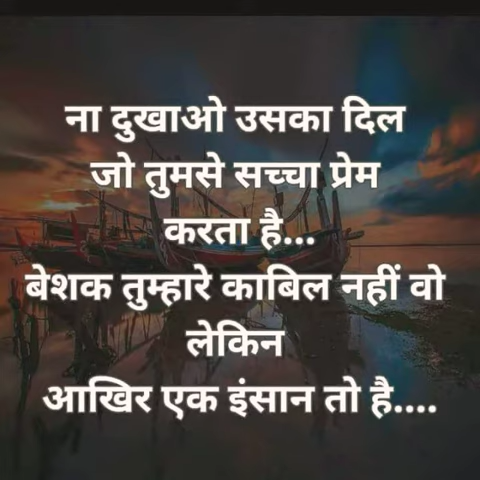 ना दुखाओ उसका दिल
जो तुमसे सच्चा प्रेम
करता है...
बेशक तुम्हारे काबिल नहीं वो
लेकिन
आखिर एक इंसान तो है....